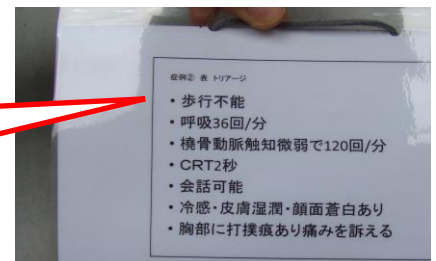 症例② 表 トリアージ
・歩行不能
・呼吸36回/分
・橈骨動脈触知微弱で120回/分
・CRT2秒
・会話可能
・冷感・皮膚湿潤・顔面蒼白あり
・胸部に打撲痕あり痛みを訴える